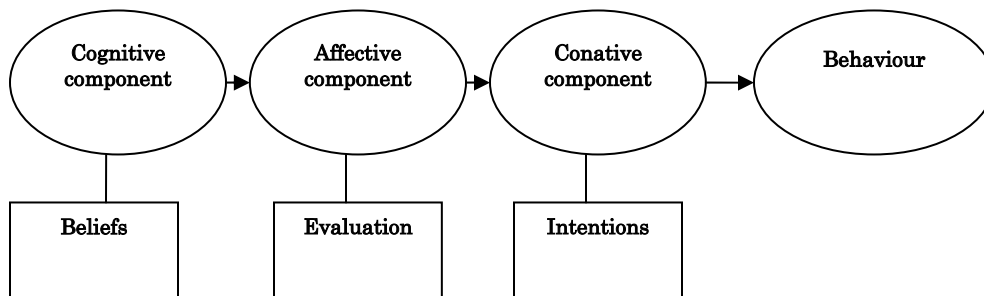 Cognitive
component
Affective
component
Conative
component
Behaviour
Beliefs
Evaluation
Intentions